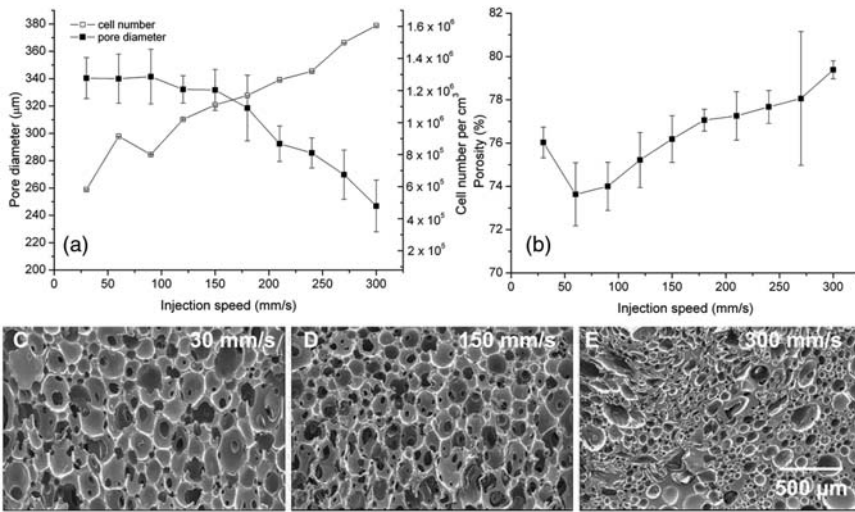 cell number
pore diameter
380
360
340
320
300
280
260
240
220
200
Pore diameter (µm)
1.6 x 10⁶
1.4 x 10⁶
1.2 x 10⁶
1 x 10⁶
8 x 10⁵
6 x 10⁵
4 x 10⁵
2 x 10⁵
Cell number per cm³
(a)
0 50 100 150 200 250 300
Injection speed (mm/s)
82
80
78
76
74
72
70
Porosity (%)
(b)
0 50 100 150 200 250 300
Injection speed (mm/s)
C 30 mm/s
D 150 mm/s
E 300 mm/s
500 µm